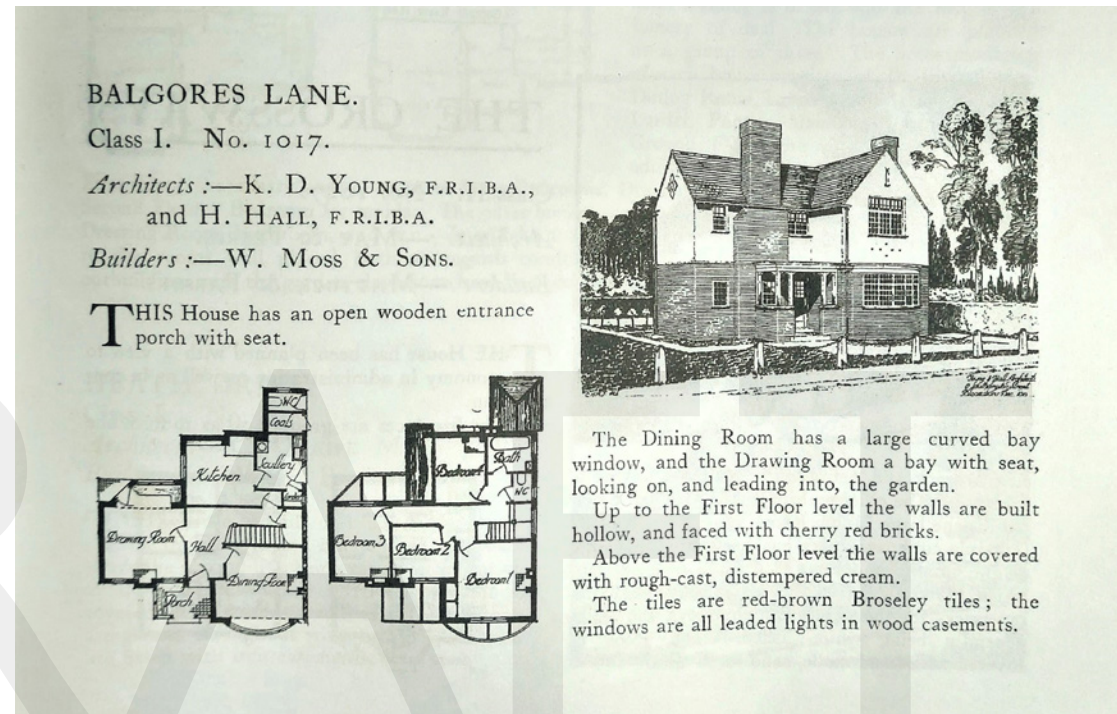 BALGORES LANE.
Class I. No. 1017.
Architects :—K. D. YOUNG, F.R.I.B.A.,
and H. HALL, F.R.I.B.A.
Builders :—W. MOSS & SONS.
THIS House has an open wooden entrance
porch with seat.
WC
Coals
Kitchen
Scullery
Drawing Room
Hall
Dining Room
Porch
Bedroom 4
Bath
WC
Bedroom 3
Bedroom 2
Bedroom 1
The Dining Room has a large curved bay
window, and the Drawing Room a bay with seat,
looking on, and leading into, the garden.
Up to the First Floor level the walls are built
hollow, and faced with cherry red bricks.
Above the First Floor level the walls are covered
with rough-cast, distempered cream.
The tiles are red-brown Broseley tiles ; the
windows are all leaded lights in wood casements.